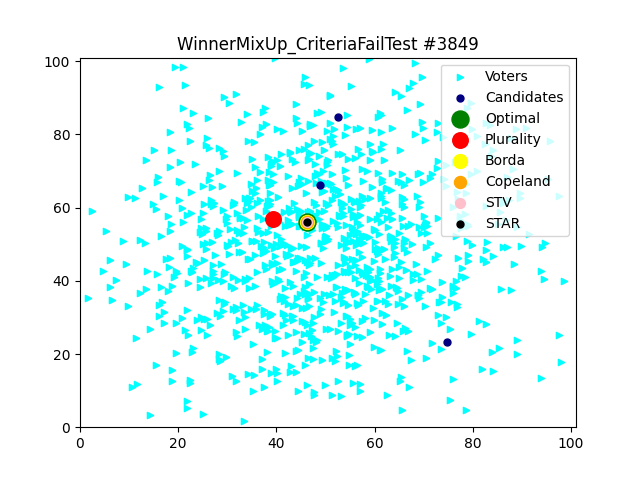 WinnerMixUp_CriteriaFailTest #3849
100
80
60
40
20
0
0
20
40
60
80
100
Voters
Candidates
Optimal
Plurality
Borda
Copeland
STV
STAR